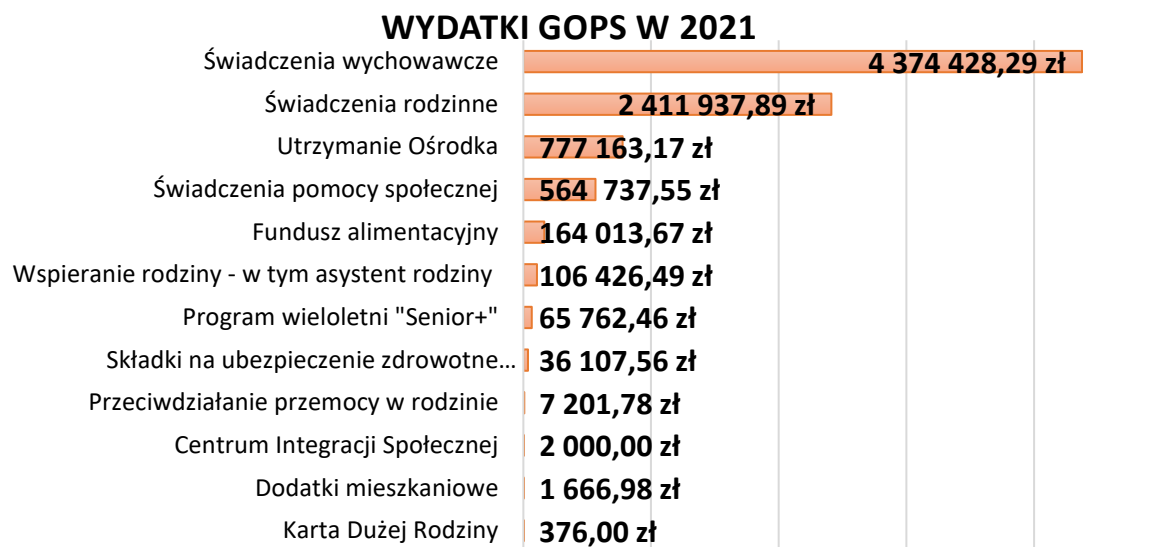 WYDATKI GOPS W 2021
Świadczenia wychowawcze 4 374 428,29 zł
Świadczenia rodzinne 2 411 937,89 zł
Utrzymanie Ośrodka 777 163,17 zł
Świadczenia pomocy społecznej 564 737,55 zł
Fundusz alimentacyjny 164 013,67 zł
Wspieranie rodziny - w tym asystent rodziny 106 426,49 zł
Program wieloletni "Senior+" 65 762,46 zł
Składki na ubezpieczenie zdrowotne... 36 107,56 zł
Przeciwdziałanie przemocy w rodzinie 7 201,78 zł
Centrum Integracji Społecznej 2 000,00 zł
Dodatki mieszkaniowe 1 666,98 zł
Karta Dużej Rodziny 376,00 zł